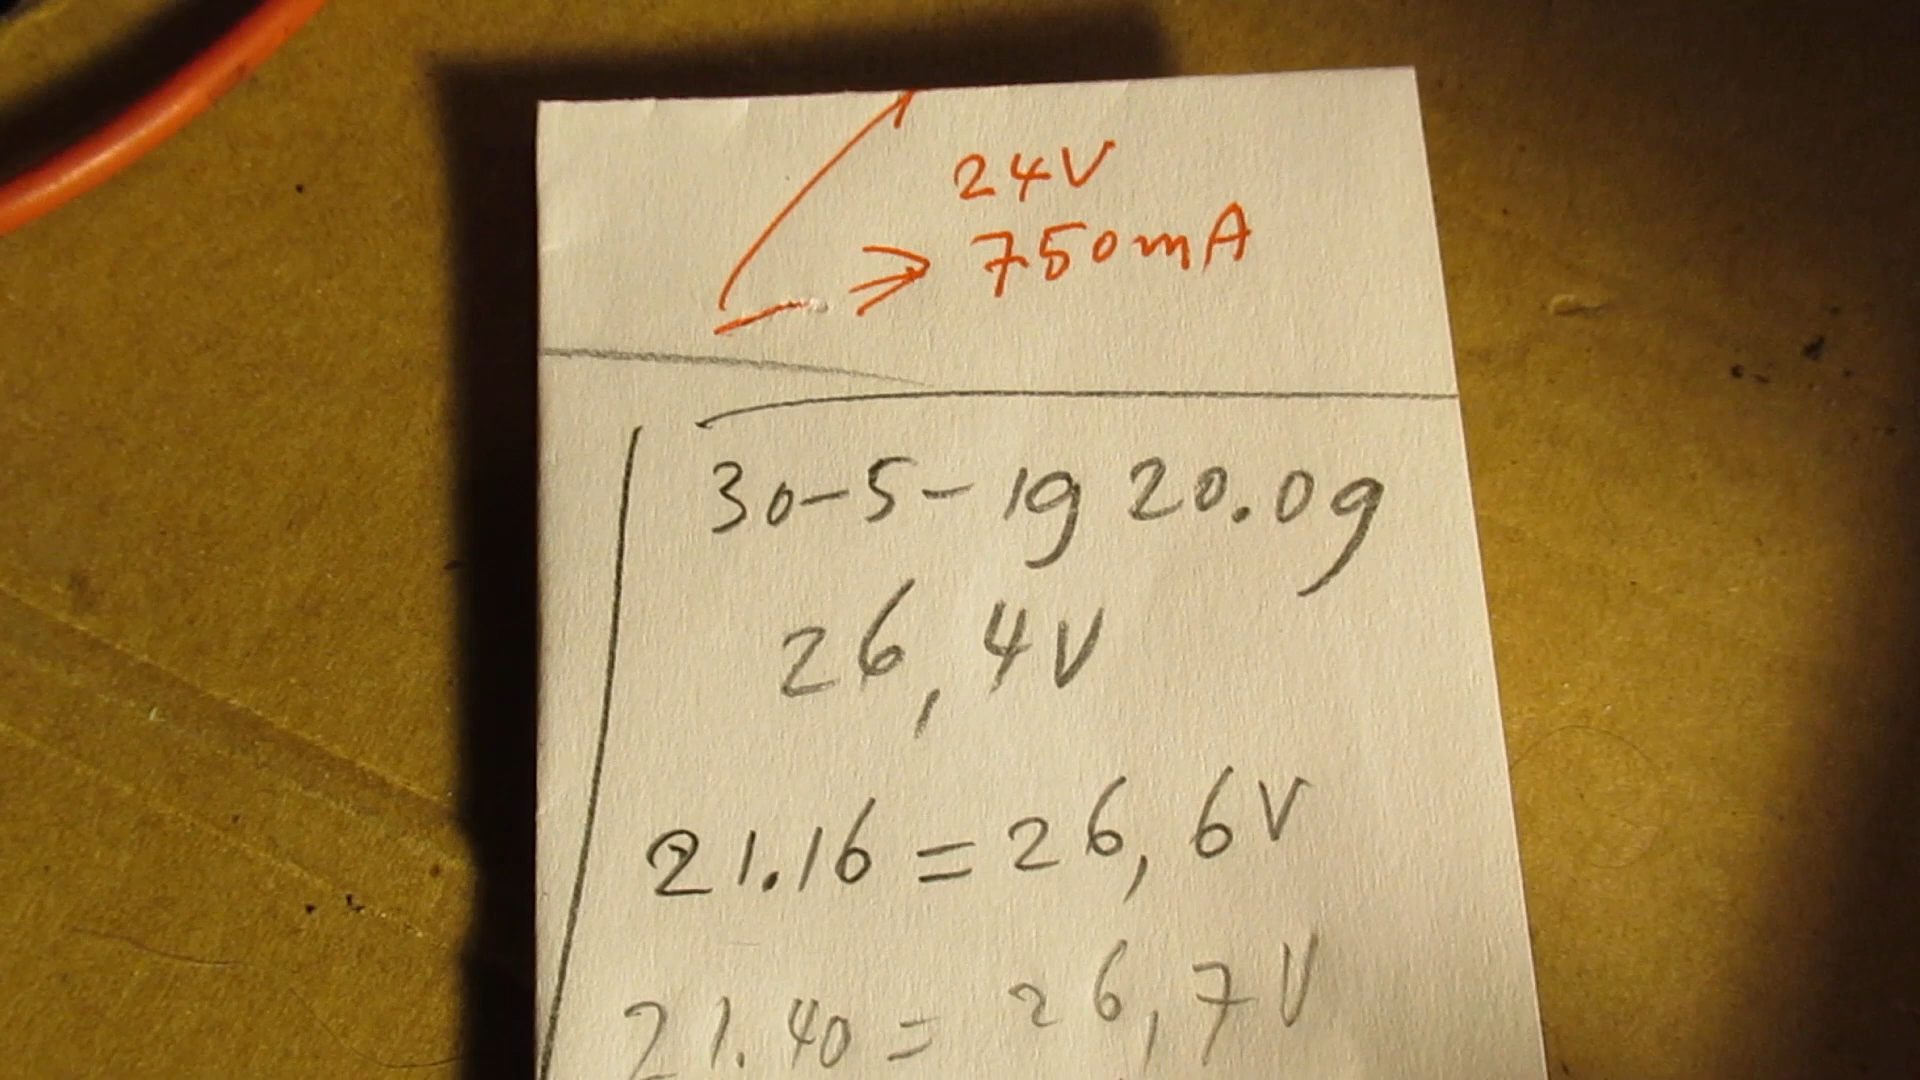 24V
⇒ 750mA
30-5-19 20.09
26,4V
21.16 = 26,6V
21.40 = 26,7V